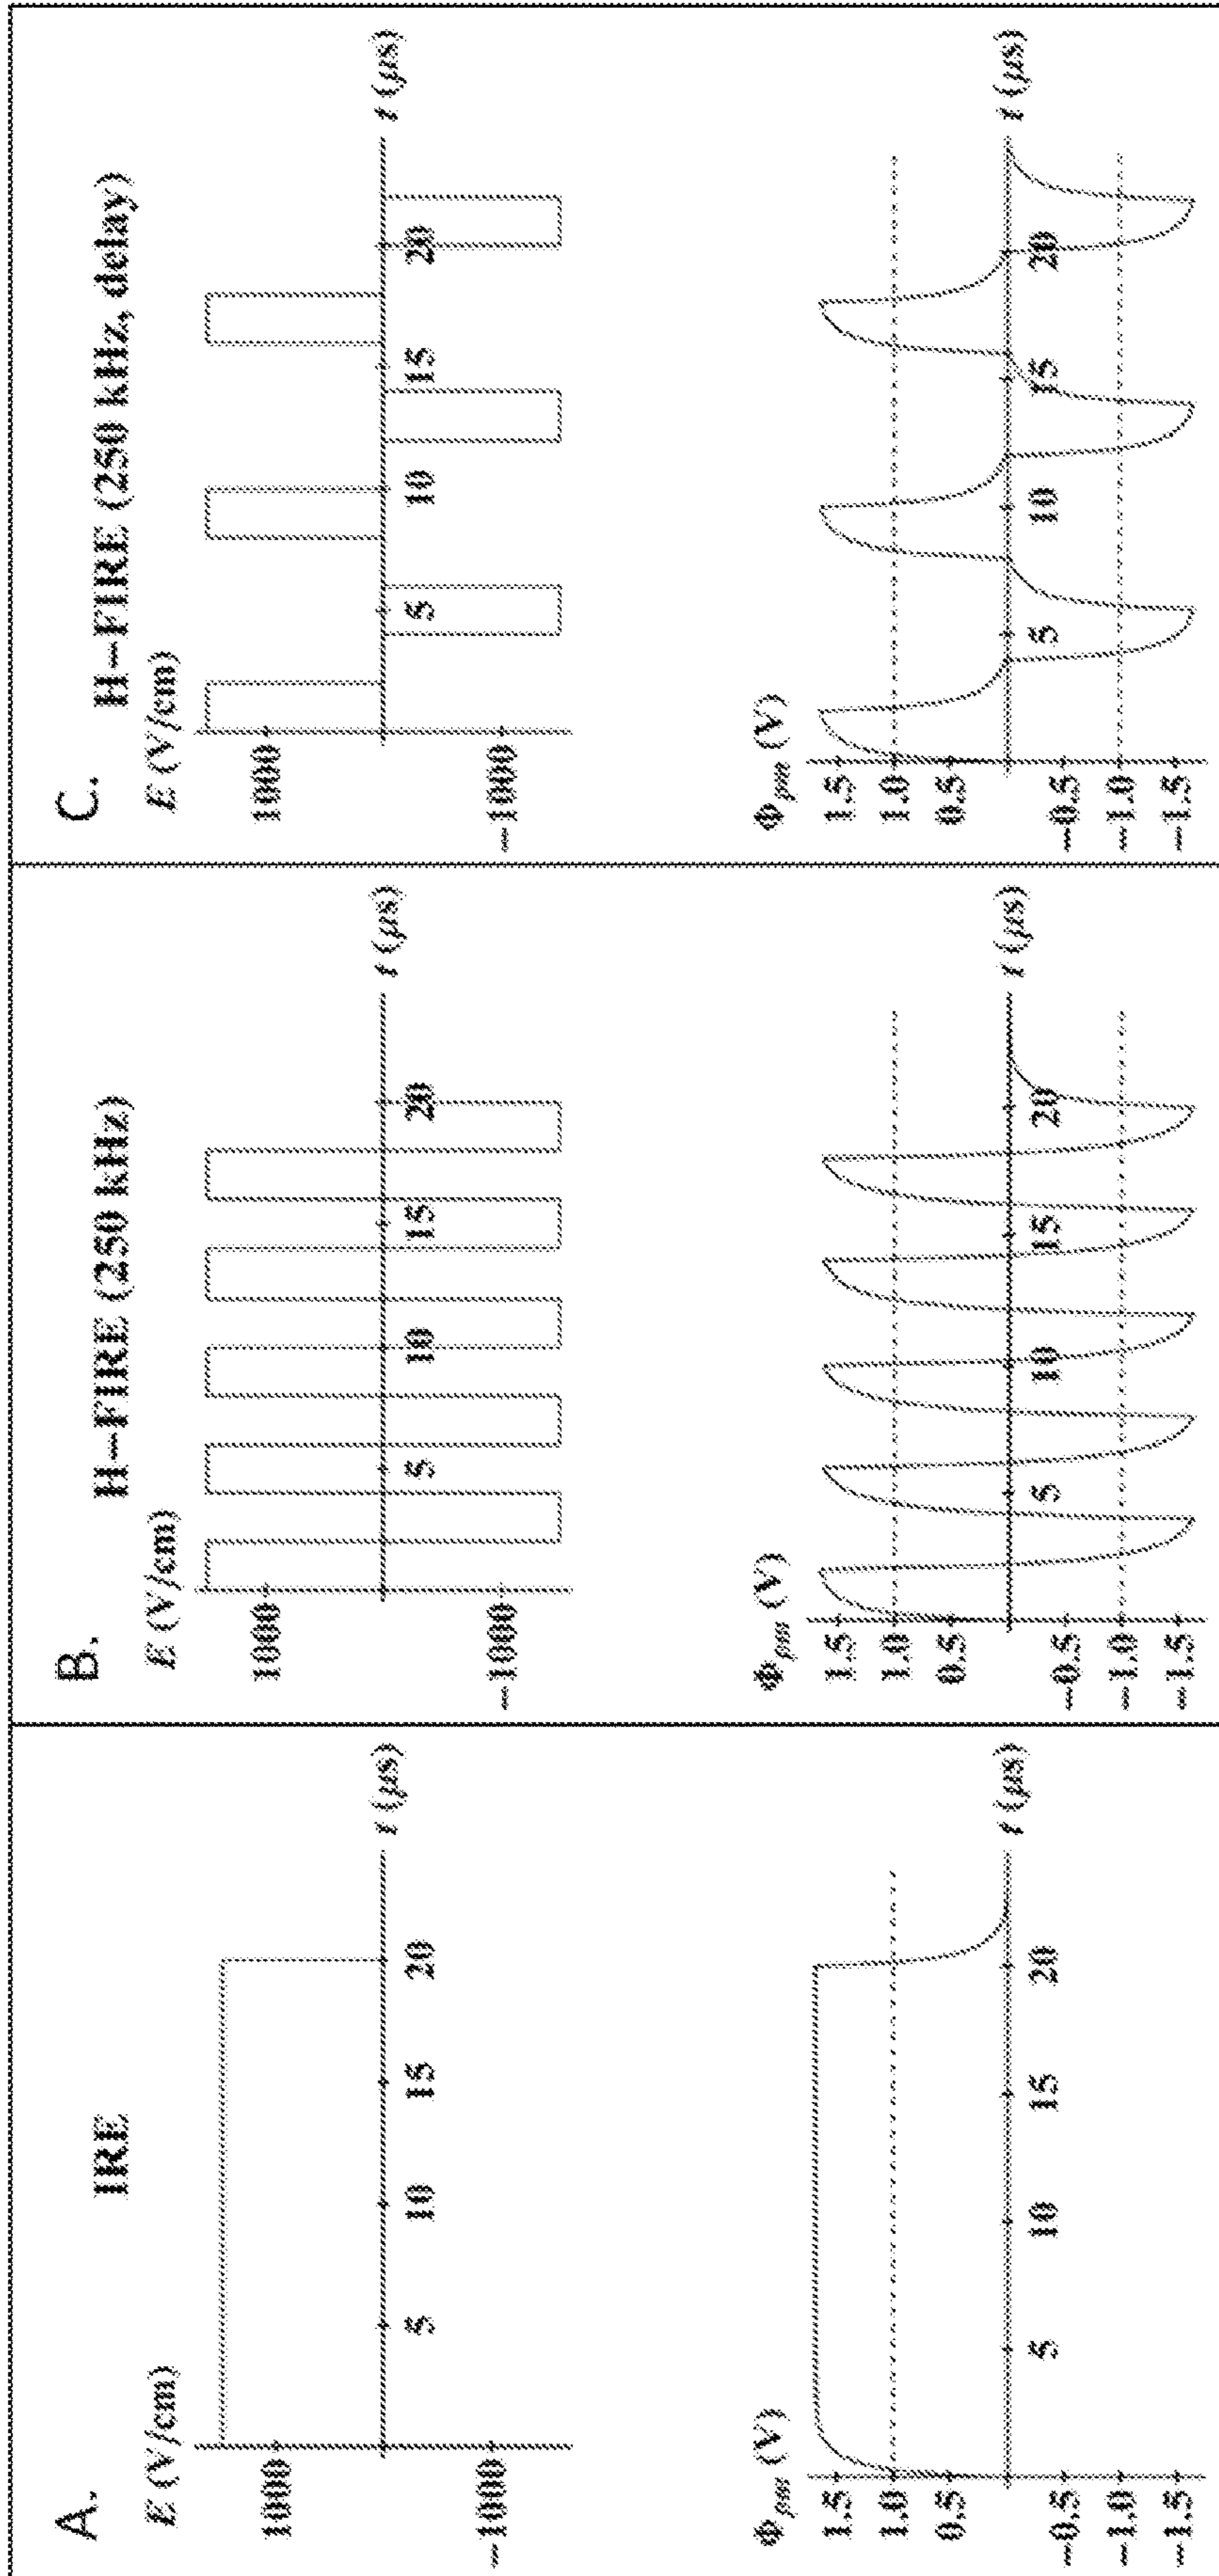 A.
IRE
E (V/cm)
1000
−1000
5
10
15
20
t (μs)
Φpm (V)
1.5
1.0
0.5
−0.5
−1.0
−1.5
5
10
15
20
t (μs)
B.
H−FIRE (250 kHz)
E (V/cm)
1000
−1000
5
10
15
20
t (μs)
Φpm (V)
1.5
1.0
0.5
−0.5
−1.0
−1.5
5
10
15
20
t (μs)
C.
H−FIRE (250 kHz, delay)
E (V/cm)
1000
−1000
5
10
15
20
t (μs)
Φpm (V)
1.5
1.0
0.5
−0.5
−1.0
−1.5
5
10
15
20
t (μs)